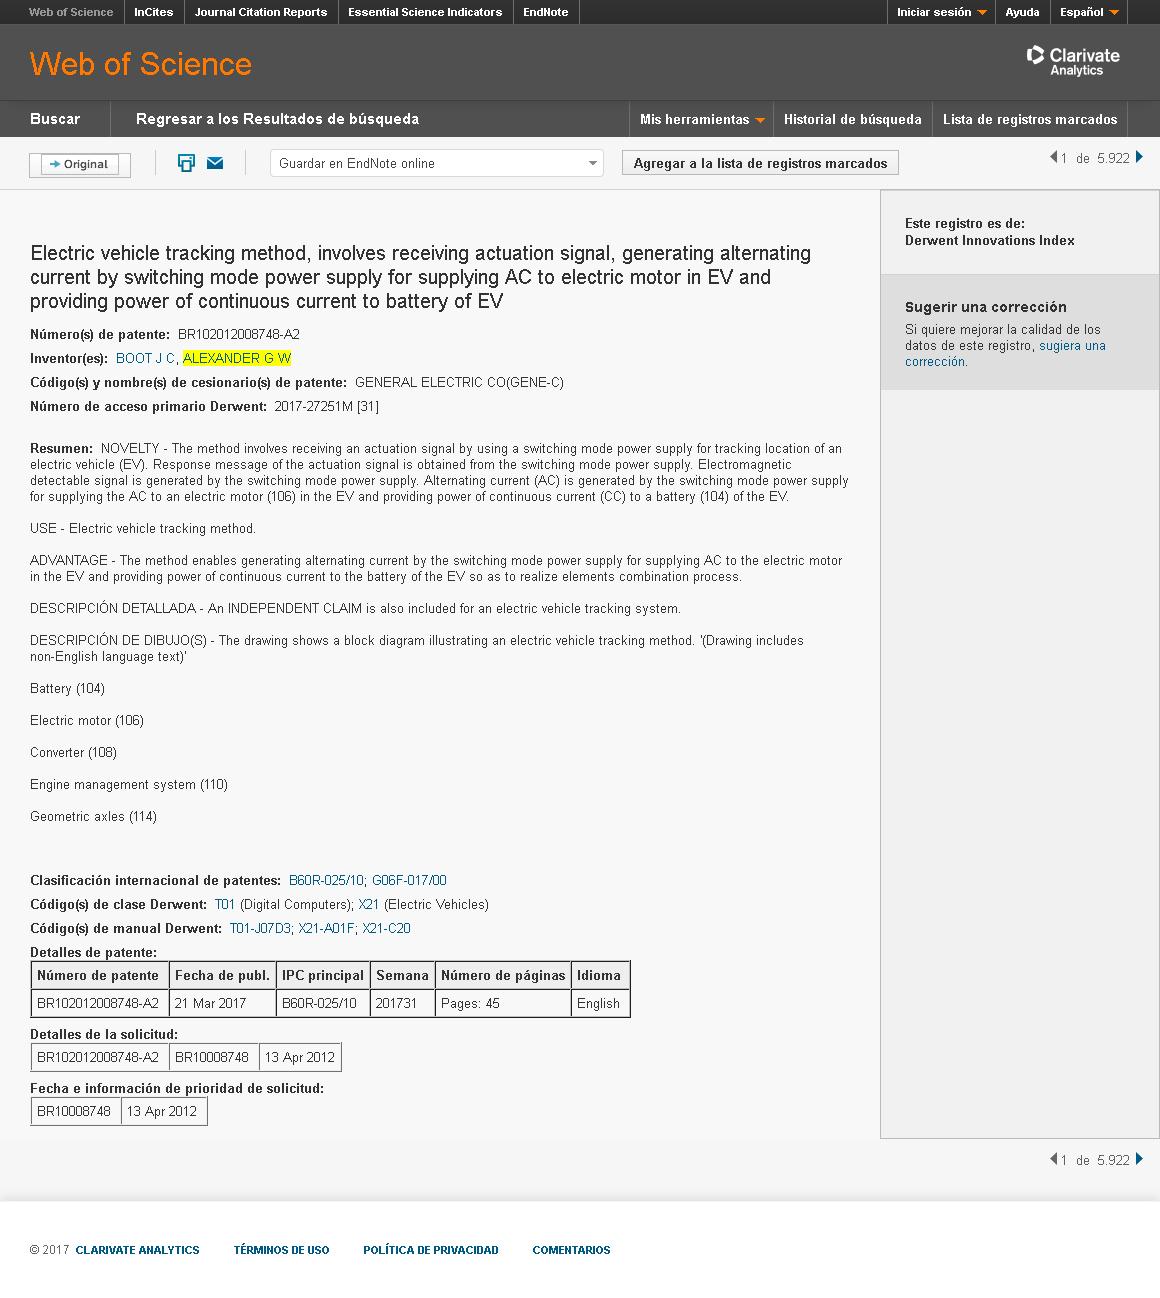 Web of Science InCites Journal Citation Reports Essential Science Indicators EndNote Iniciar sesión Ayuda Español
Web of Science
Clarivate
Analytics
Buscar Regresar a los Resultados de búsqueda Mis herramientas Historial de búsqueda Lista de registros marcados
Original Guardar en EndNote online Agregar a la lista de registros marcados 1 de 5.922
Este registro es de:
Derwent Innovations Index
Sugerir una corrección
Si quiere mejorar la calidad de los
datos de este registro, sugiera una
corrección.
Electric vehicle tracking method, involves receiving actuation signal, generating alternating
current by switching mode power supply for supplying AC to electric motor in EV and
providing power of continuous current to battery of EV
Número(s) de patente: BR102012008748-A2
Inventor(es): BOOT J C, ALEXANDER G W
Código(s) y nombre(s) de cesionario(s) de patente: GENERAL ELECTRIC CO(GENE-C)
Número de acceso primario Derwent: 2017-27251M [31]
Resumen: NOVELTY - The method involves receiving an actuation signal by using a switching mode power supply for tracking location of an
electric vehicle (EV). Response message of the actuation signal is obtained from the switching mode power supply. Electromagnetic
detectable signal is generated by the switching mode power supply. Alternating current (AC) is generated by the switching mode power supply
for supplying the AC to an electric motor (106) in the EV and providing power of continuous current (CC) to a battery (104) of the EV.
USE - Electric vehicle tracking method.
ADVANTAGE - The method enables generating alternating current by the switching mode power supply for supplying AC to the electric motor
in the EV and providing power of continuous current to the battery of the EV so as to realize elements combination process.
DESCRIPCIÓN DETALLADA - An INDEPENDENT CLAIM is also included for an electric vehicle tracking system.
DESCRIPCIÓN DE DIBUJO(S) - The drawing shows a block diagram illustrating an electric vehicle tracking method. '(Drawing includes
non-English language text)'
Battery (104)
Electric motor (106)
Converter (108)
Engine management system (110)
Geometric axles (114)
Clasificación internacional de patentes: B60R-025/10; G06F-017/00
Código(s) de clase Derwent: T01 (Digital Computers); X21 (Electric Vehicles)
Código(s) de manual Derwent: T01-J07D3; X21-A01F; X21-C20
Detalles de patente:
Número de patente Fecha de publ. IPC principal Semana Número de páginas Idioma
BR102012008748-A2 21 Mar 2017 B60R-025/10 201731 Pages: 45 English
Detalles de la solicitud:
BR102012008748-A2 BR10008748 13 Apr 2012
Fecha e información de prioridad de solicitud:
BR10008748 13 Apr 2012
1 de 5.922
© 2017 CLARIVATE ANALYTICS TÉRMINOS DE USO POLÍTICA DE PRIVACIDAD COMENTARIOS